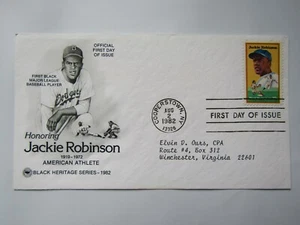 OFFICIAL
FIRST DAY
OF ISSUE
FIRST BLACK
MAJOR LEAGUE
BASEBALL PLAYER
Dodgers
Honoring
Jackie Robinson
1919-1972
AMERICAN ATHLETE
BLACK HERITAGE SERIES - 1982
Jackie Robinson
COOPERSTOWN, NY
AUG
2
1982
13326
FIRST DAY OF ISSUE
Elvin D. Oaks, CPA
Route #4, Box 312
Winchester, Virginia 22601